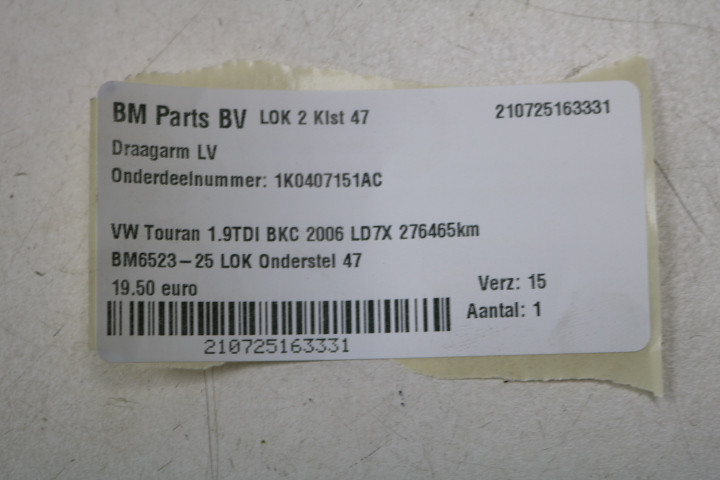 BM Parts BV LOK 2 Klst 47 210725163331
Draagarm LV
Onderdeelnummer: 1K0407151AC
VW Touran 1.9TDI BKC 2006 LD7X 276465km
BM6523-25 LOK Onderstel 47
19.50 euro Verz: 15
Aantal: 1
210725163331